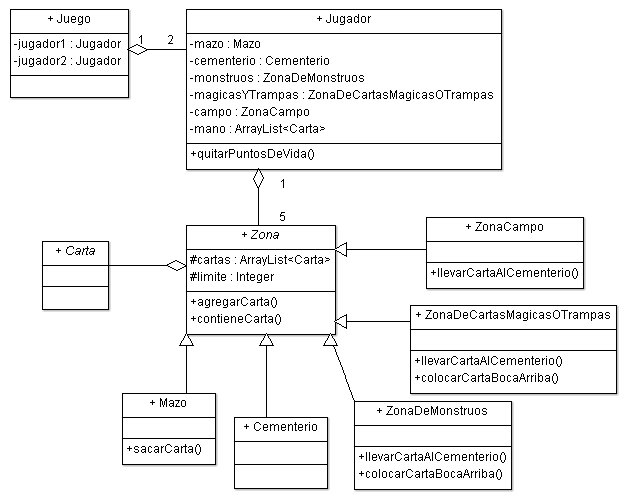 + Juego
-jugador1 : Jugador
-jugador2 : Jugador
1
2
+ Jugador
-mazo : Mazo
-cementerio : Cementerio
-monstruos : ZonaDeMonstruos
-magicasYTrampas : ZonaDeCartasMagicasOTrampas
-campo : ZonaCampo
-mano : ArrayList<Carta>
+quitarPuntosDeVida()
1
5
+ Carta
+ Zona
#cartas : ArrayList<Carta>
#limite : Integer
+agregarCarta()
+contieneCarta()
+ ZonaCampo
+llevarCartaAlCementerio()
+ ZonaDeCartasMagicasOTrampas
+llevarCartaAlCementerio()
+colocarCartaBocaArriba()
+ Mazo
+sacarCarta()
+ Cementerio
+ ZonaDeMonstruos
+llevarCartaAlCementerio()
+colocarCartaBocaArriba()